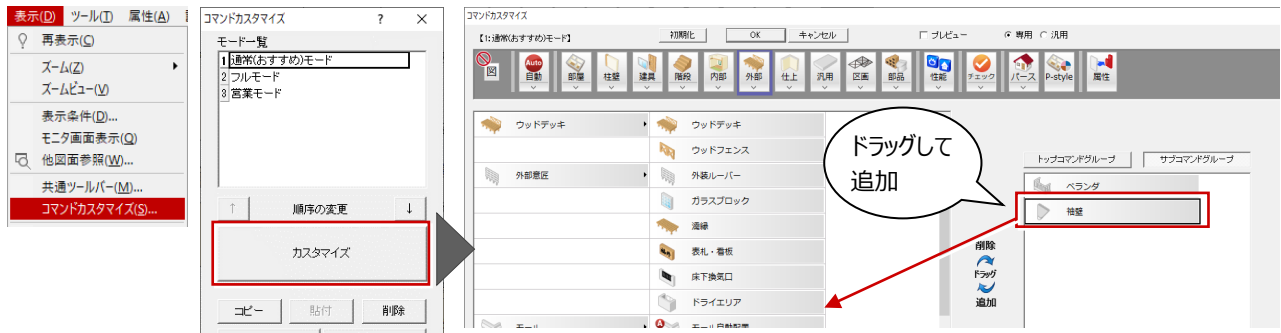 表示(D) ツール(T) 属性(A)
再表示(C)
ズーム(Z)
ズームビュー(V)
表示条件(D)...
モニタ画面表示(Q)
他図面参照(W)...
共通ツールバー(M)...
コマンドカスタマイズ(S)...
コマンドカスタマイズ ? ×
モード一覧
1 通常(おすすめ)モード
2 フルモード
3 営業モード
↑ 順序の変更 ↓
カスタマイズ
コピー 貼付 削除
コマンドカスタマイズ
【1:通常(おすすめ)モード】 初期化 OK キャンセル プレビュー 専用 汎用
図 Auto 自動 部屋 柱壁 建具 階段 内部 外部 仕上 汎用 区画 部品 性能 チェック パース P-style 属性
ウッドデッキ ウッドデッキ
ウッドフェンス
外部意匠 外装ルーバー
ガラスブロック
濡縁
表札・看板
床下換気口
ドライエリア
モール モール自動配置
ドラッグして
追加
トップコマンドグループ サブコマンドグループ
ベランダ
袖壁
削除
ドラッグ
追加